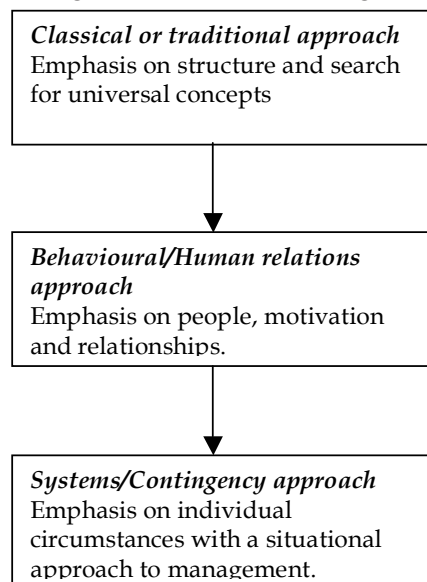 Classical or traditional approach
Emphasis on structure and search
for universal concepts
Behavioural/Human relations
approach
Emphasis on people, motivation
and relationships.
Systems/Contingency approach
Emphasis on individual
circumstances with a situational
approach to management.